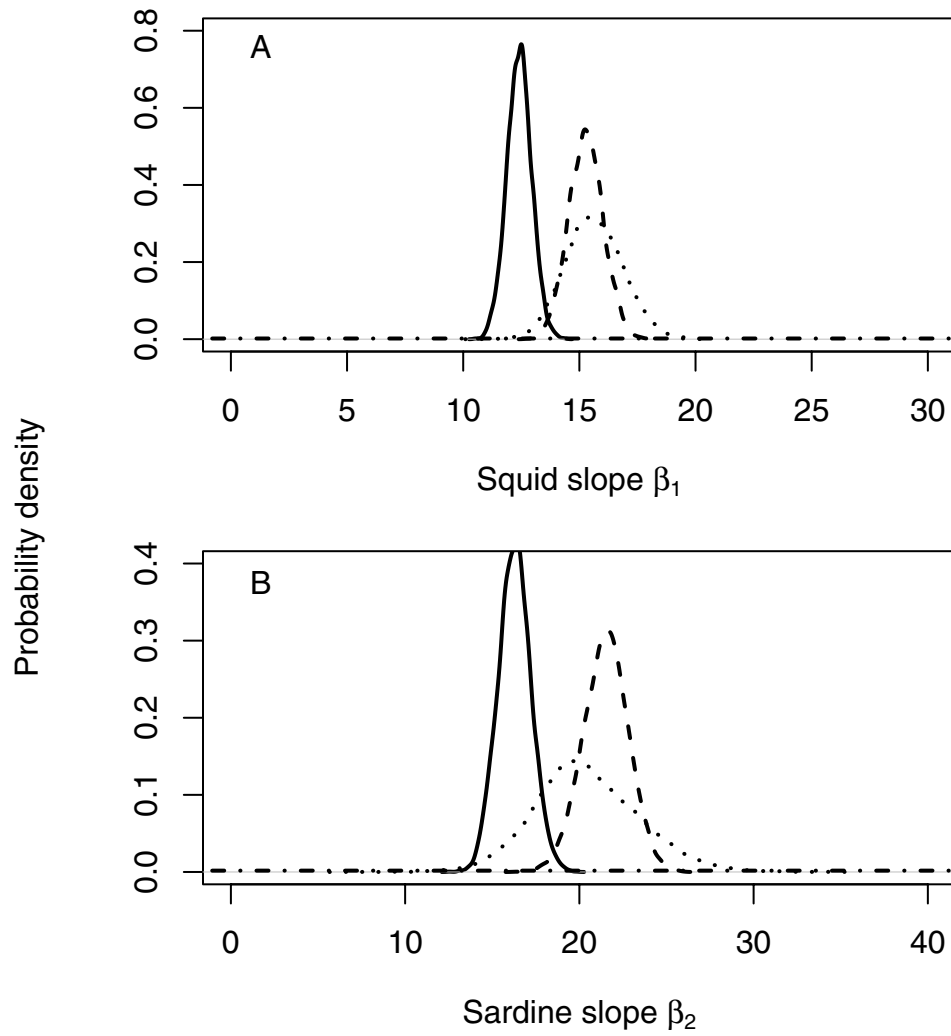 A
0.0 0.2 0.4 0.6 0.8
0 5 10 15 20 25 30
Squid slope β₁
Probability density
B
0.0 0.1 0.2 0.3 0.4
0 10 20 30 40
Sardine slope β₂